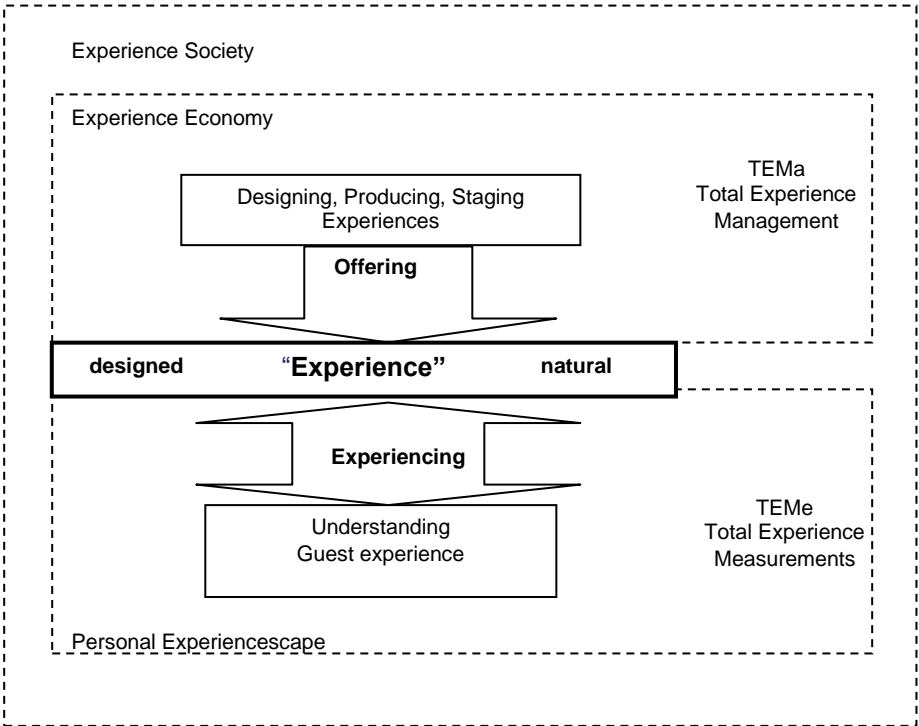 Experience Society
Experience Economy
TEMa
Total Experience
Management
Designing, Producing, Staging
Experiences
Offering
designed “Experience” natural
Experiencing
TEMe
Total Experience
Measurements
Understanding
Guest experience
Personal Experiencescape